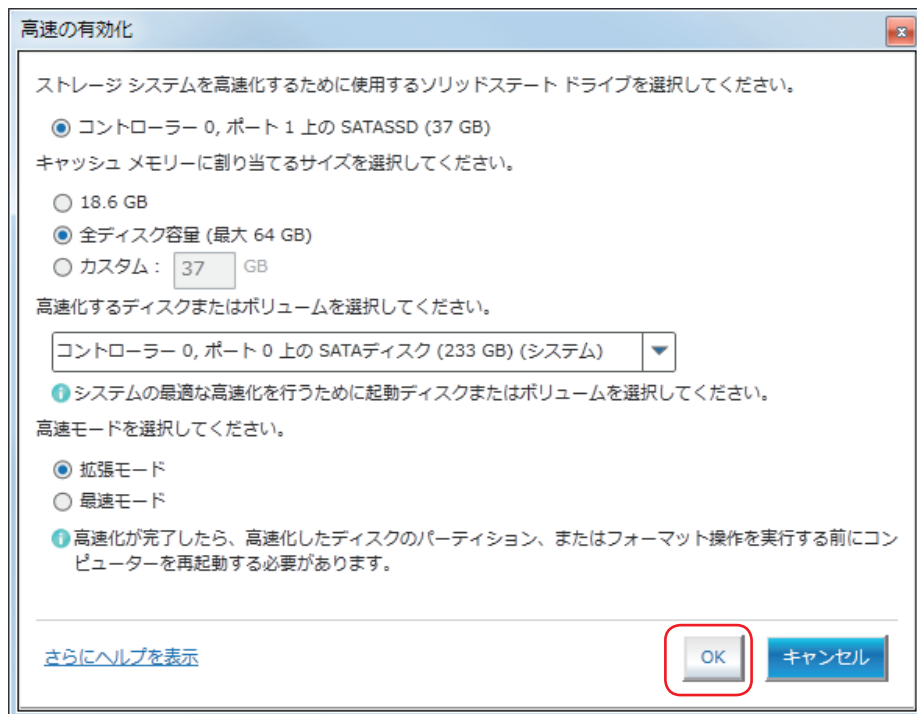 高速の有効化
x
ストレージ システムを高速化するために使用するソリッドステート ドライブを選択してください。
コントローラー 0, ポート 1 上の SATASSD (37 GB)
キャッシュ メモリーに割り当てるサイズを選択してください。
18.6 GB
全ディスク容量 (最大 64 GB)
カスタム : 37 GB
高速化するディスクまたはボリュームを選択してください。
コントローラー 0, ポート 0 上の SATAディスク (233 GB) (システム)
システムの最適な高速化を行うために起動ディスクまたはボリュームを選択してください。
高速モードを選択してください。
拡張モード
最速モード
高速化が完了したら、高速化したディスクのパーティション、またはフォーマット操作を実行する前にコン
ピューターを再起動する必要があります。
さらにヘルプを表示
OK キャンセル